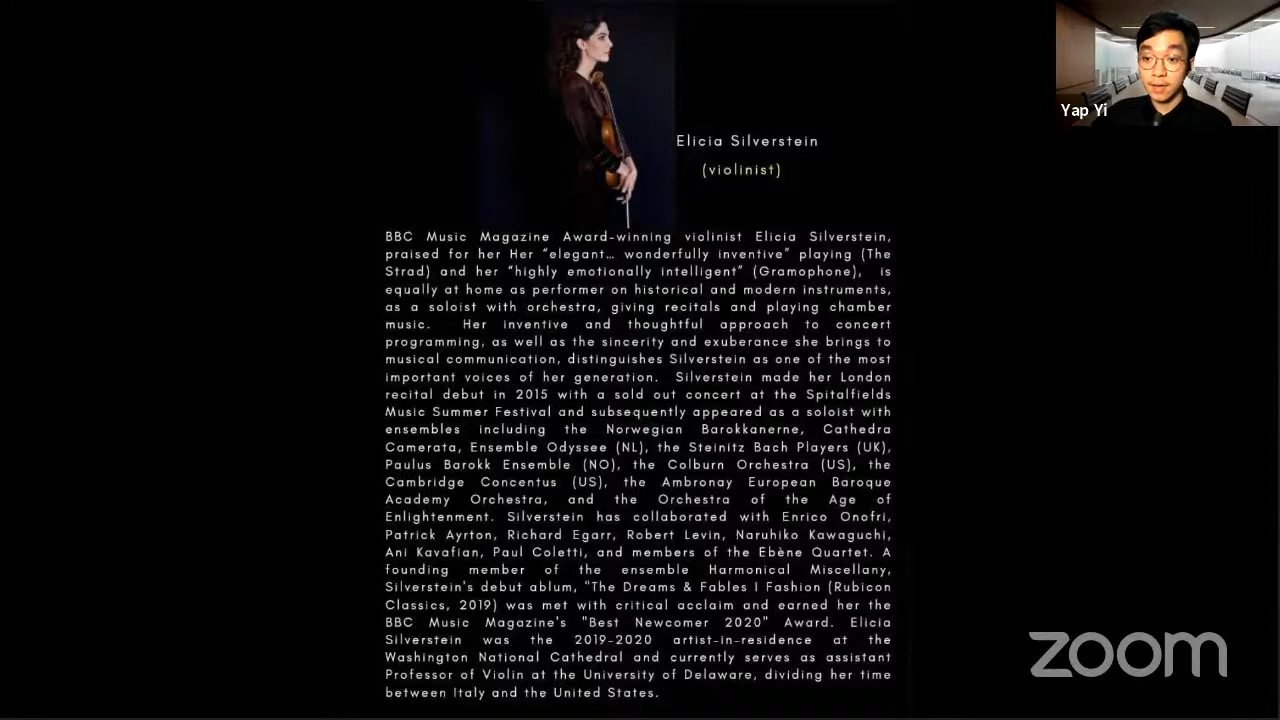 Yap Yi
Elicia Silverstein
(violinist)
BBC Music Magazine Award-winning violinist Elicia Silverstein,
praised for her Her “elegant... wonderfully inventive” playing (The
Strad) and her “highly emotionally intelligent” (Gramophone), is
equally at home as performer on historical and modern instruments,
as a soloist with orchestra, giving recitals and playing chamber
music. Her inventive and thoughtful approach to concert
programming, as well as the sincerity and exuberance she brings to
musical communication, distinguishes Silverstein as one of the most
important voices of her generation. Silverstein made her London
recital debut in 2015 with a sold out concert at the Spitalfields
Music Summer Festival and subsequently appeared as a soloist with
ensembles including the Norwegian Barokkanerne, Cathedra
Camerata, Ensemble Odyssee (NL), the Steinitz Bach Players (UK),
Paulus Barokk Ensemble (NO), the Colburn Orchestra (US), the
Cambridge Concentus (US), the Ambronay European Baroque
Academy Orchestra, and the Orchestra of the Age of
Enlightenment. Silverstein has collaborated with Enrico Onofri,
Patrick Ayrton, Richard Egarr, Robert Levin, Naruhiko Kawaguchi,
Ani Kavafian, Paul Coletti, and members of the Ebène Quartet. A
founding member of the ensemble Harmonical Miscellany,
Silverstein's debut ablum, "The Dreams & Fables I Fashion (Rubicon
Classics, 2019) was met with critical acclaim and earned her the
BBC Music Magazine's "Best Newcomer 2020" Award. Elicia
Silverstein was the 2019-2020 artist-in-residence at the
Washington National Cathedral and currently serves as assistant
Professor of Violin at the University of Delaware, dividing her time
between Italy and the United States.
zoom